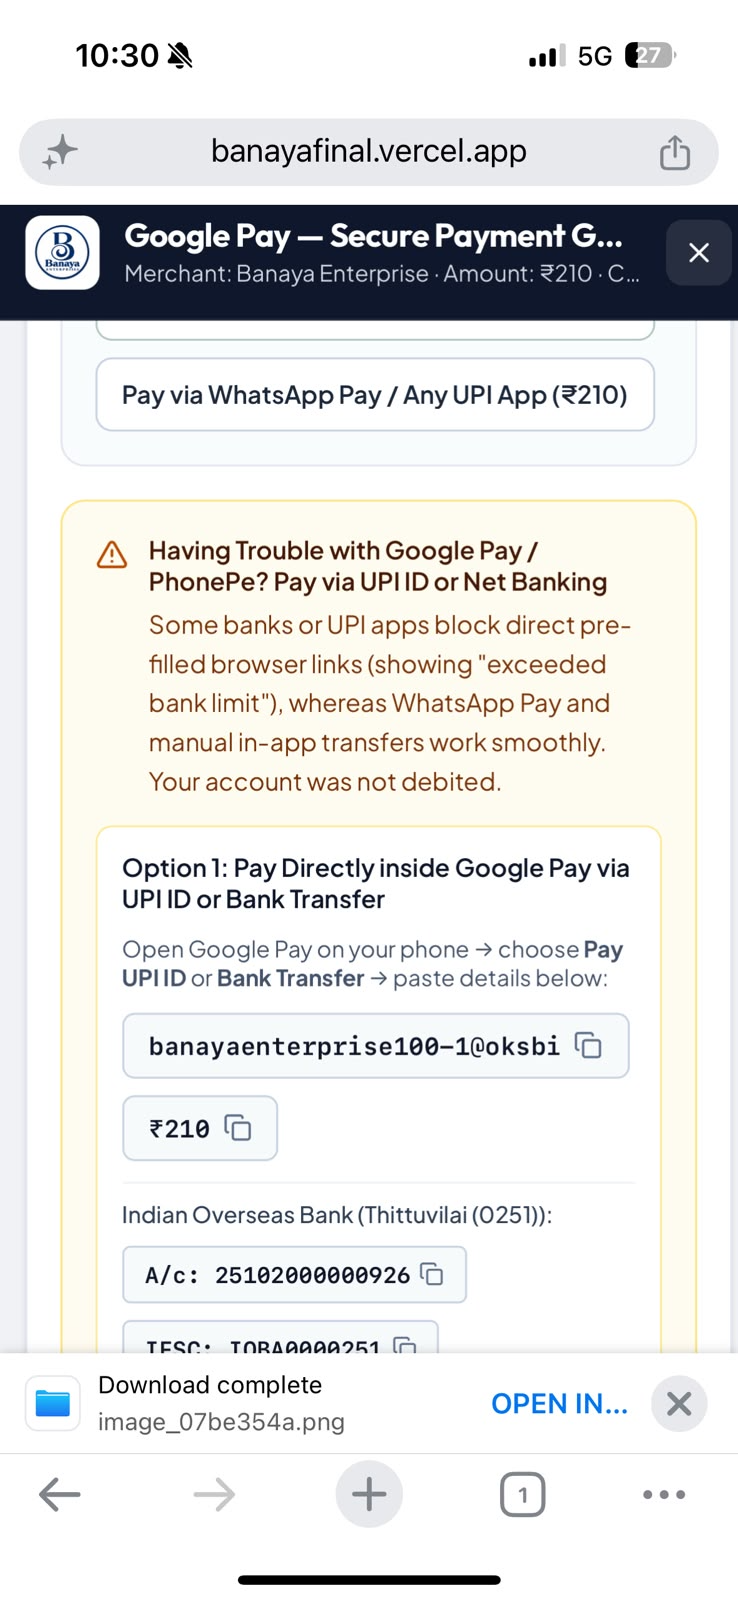 10:30
5G
27
banayafinal.vercel.app
B
Banaya
Google Pay — Secure Payment G...
Merchant: Banaya Enterprise · Amount: ₹210 · C...
Pay via WhatsApp Pay / Any UPI App (₹210)
Having Trouble with Google Pay /
PhonePe? Pay via UPI ID or Net Banking
Some banks or UPI apps block direct pre-
filled browser links (showing "exceeded
bank limit"), whereas WhatsApp Pay and
manual in-app transfers work smoothly.
Your account was not debited.
Option 1: Pay Directly inside Google Pay via
UPI ID or Bank Transfer
Open Google Pay on your phone → choose Pay
UPI ID or Bank Transfer → paste details below:
banayaenterprise100-1@oksbi
₹210
Indian Overseas Bank (Thittuvilai (0251)):
A/c: 25102000000926
IFSC: IOBA0000251
Download complete
image_07be354a.png
OPEN IN...
1